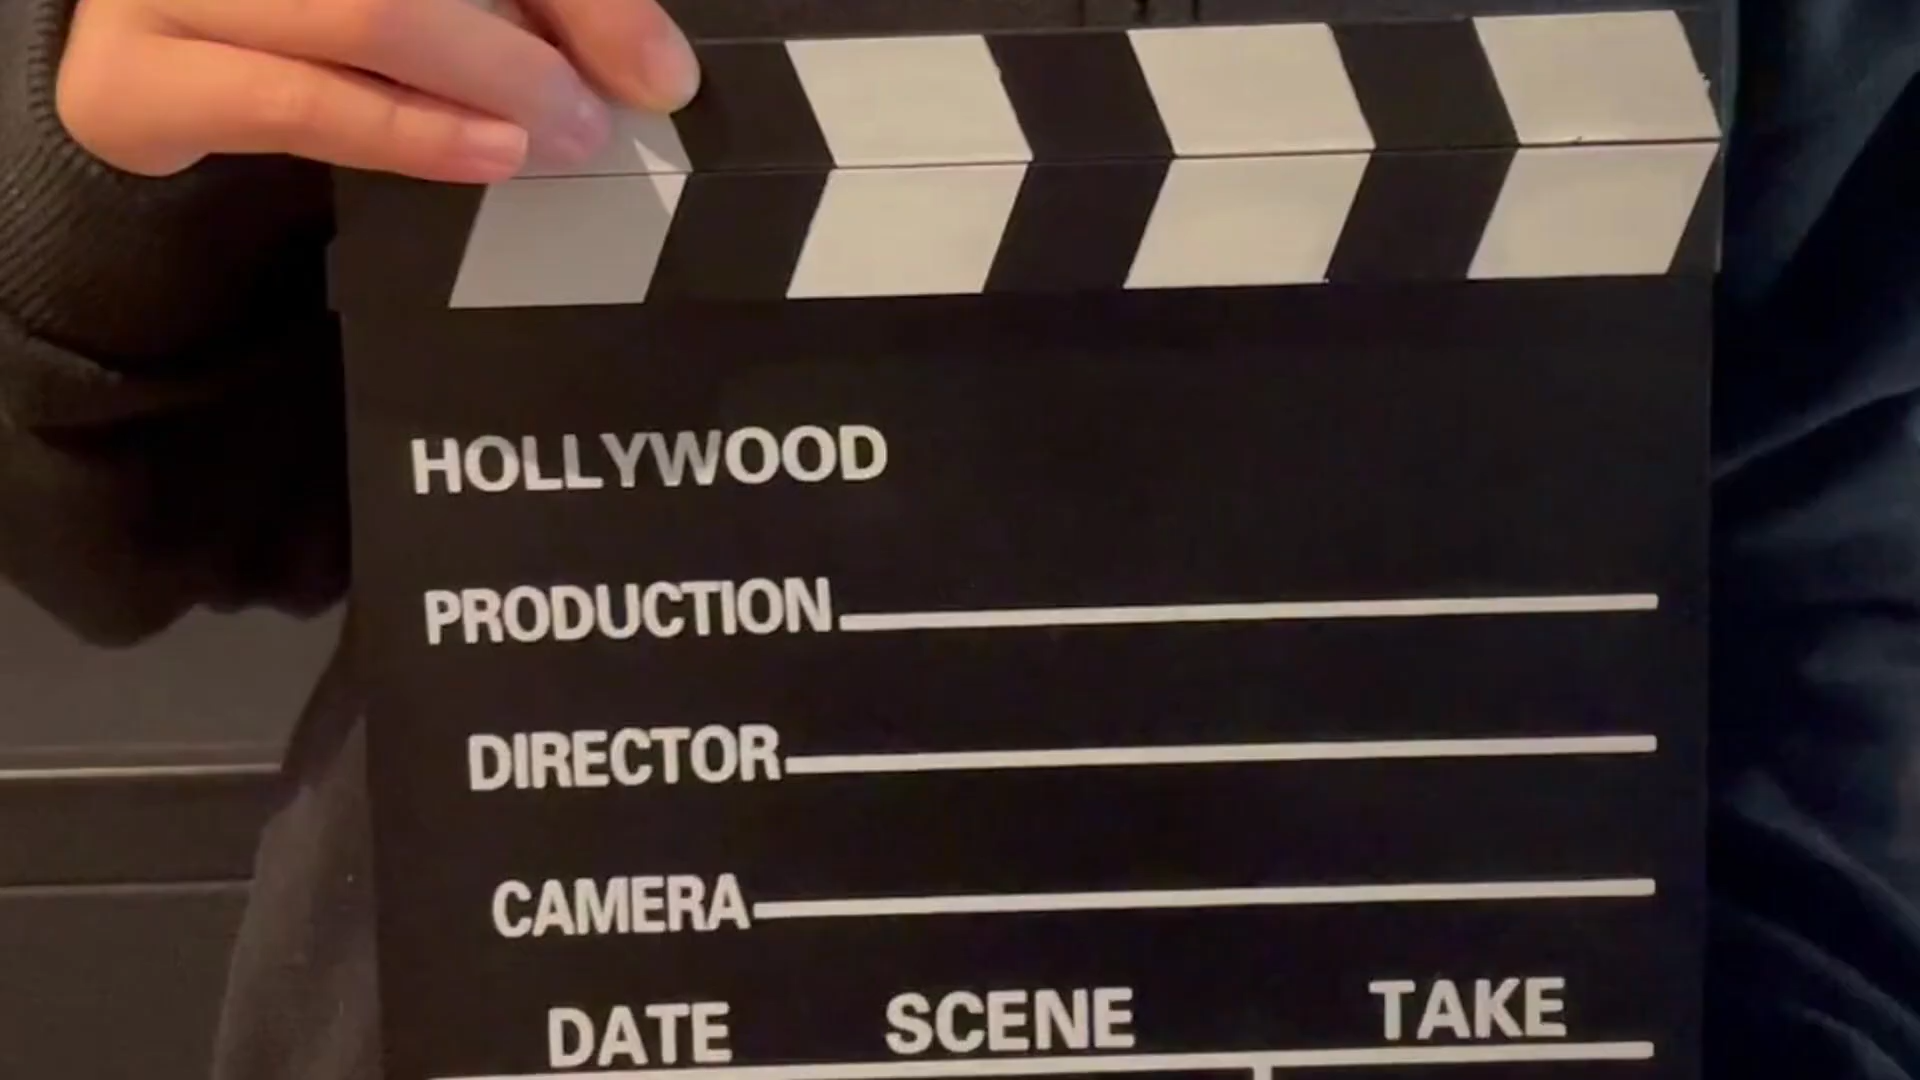 HOLLYWOOD
PRODUCTION
DIRECTOR
CAMERA
DATE SCENE TAKE